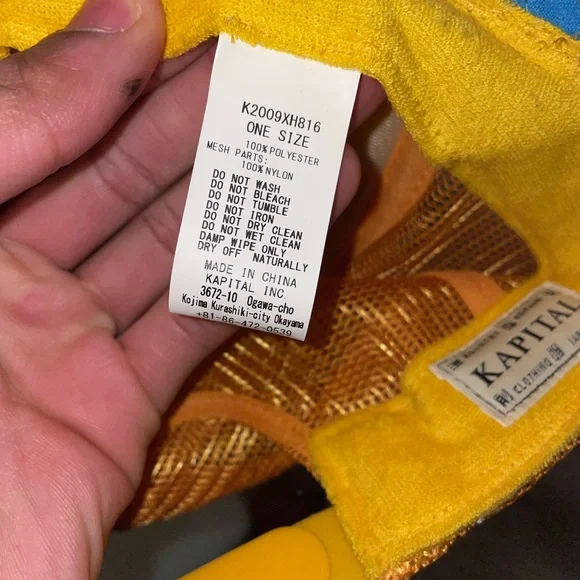 K2009XH816
ONE SIZE
100%POLYESTER
MESH PARTS:
100%NYLON
DO NOT WASH
DO NOT BLEACH
DO NOT TUMBLE
DO NOT IRON
DO NOT DRY CLEAN
DO NOT WET CLEAN
DAMP WIPE ONLY
DRY OFF NATURALLY
MADE IN CHINA
KAPITAL INC
3672-10 Ogawa-cho
Kojima Kurashiki-city Okayama
+81-86-472-0539
KAPITAL
CLOTHING